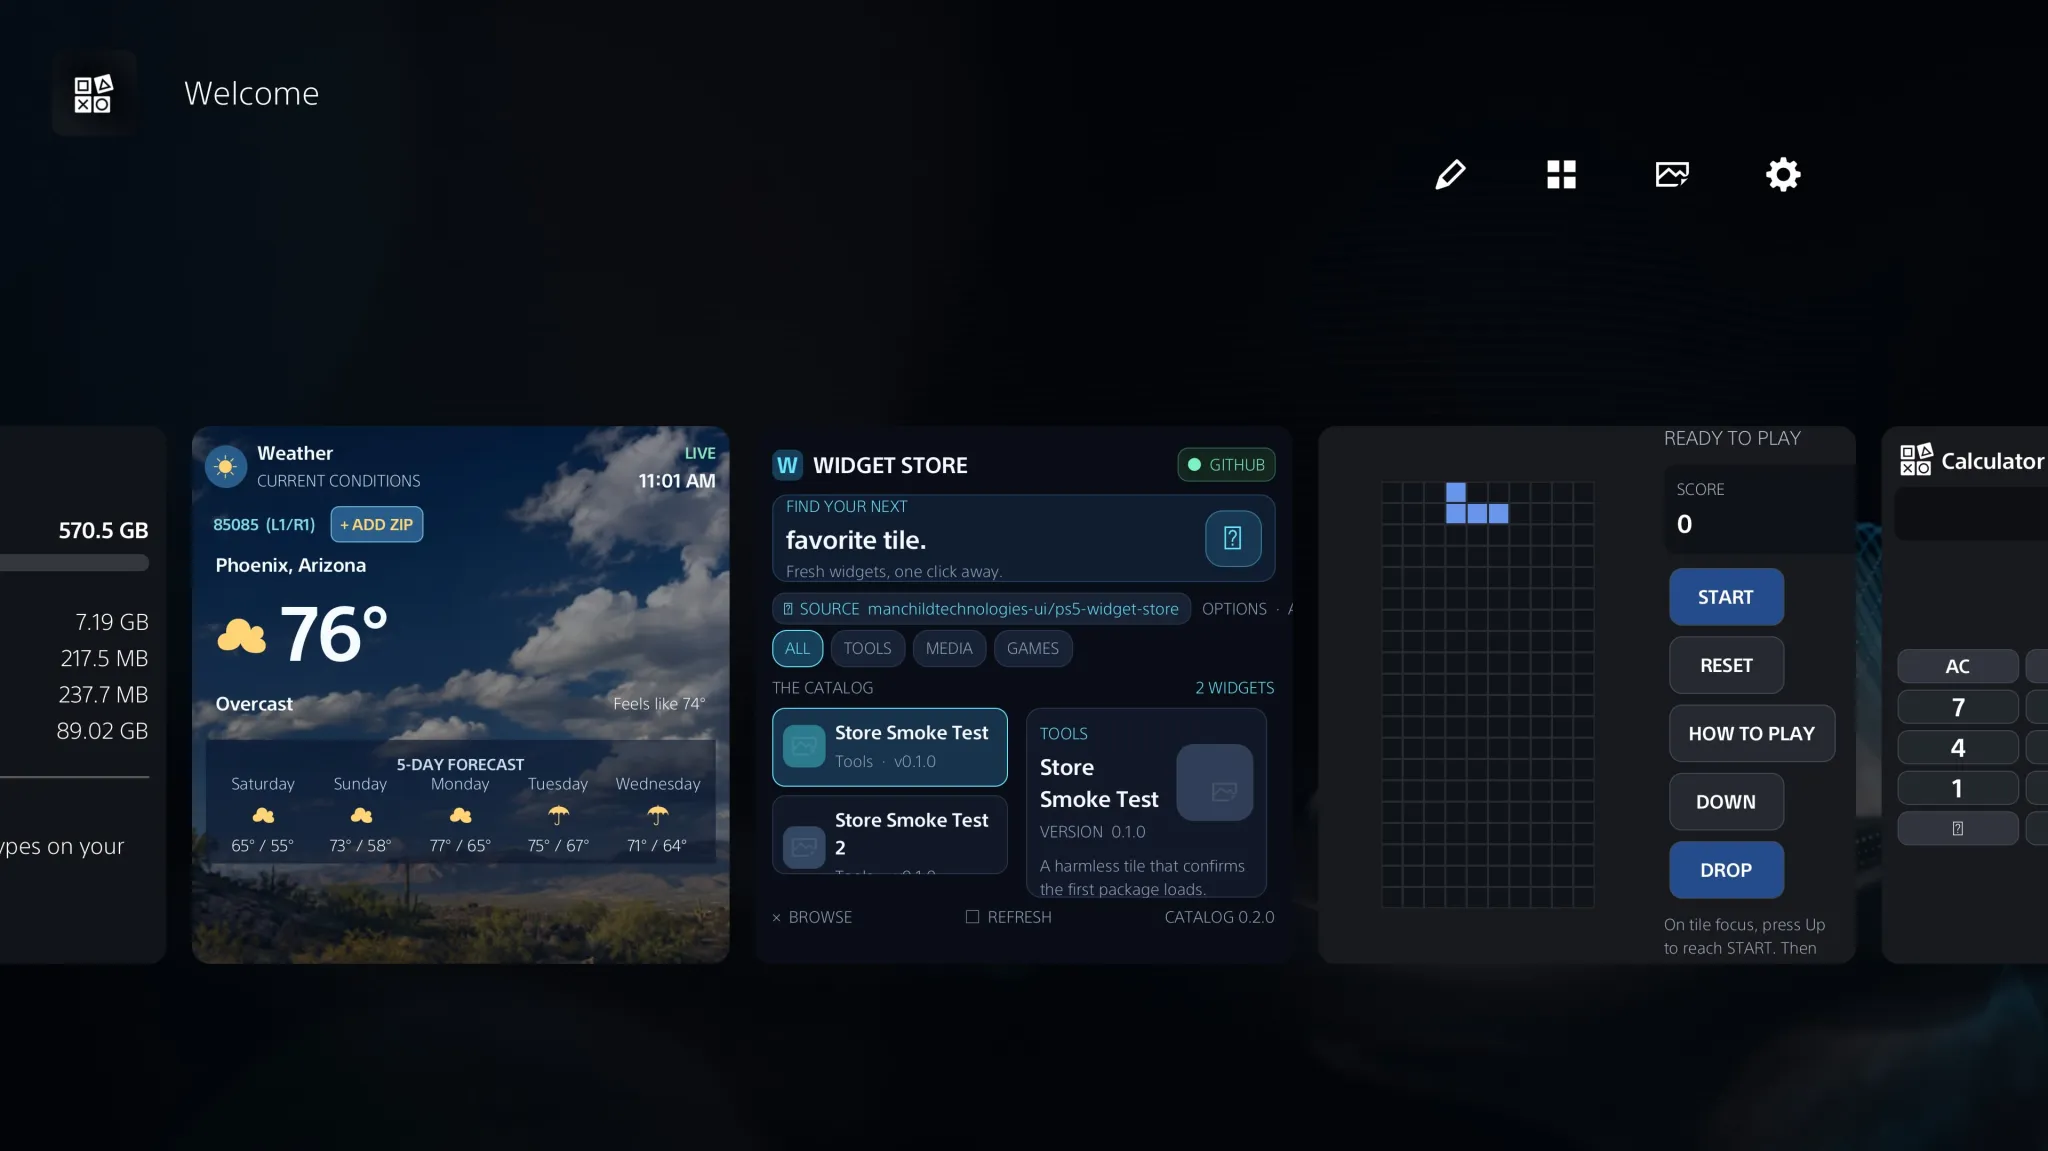 Welcome
570.5 GB
7.19 GB
217.5 MB
237.7 MB
89.02 GB
ypes on your
Weather
CURRENT CONDITIONS
LIVE
11:01 AM
85085 (L1/R1)
+ ADD ZIP
Phoenix, Arizona
76°
Overcast
Feels like 74°
5-DAY FORECAST
Saturday Sunday Monday Tuesday Wednesday
65° / 55° 73° / 58° 77° / 65° 75° / 67° 71° / 64°
W WIDGET STORE
GITHUB
FIND YOUR NEXT
favorite tile.
Fresh widgets, one click away.
SOURCE manchildtechnologies-ui/ps5-widget-store
OPTIONS ·
ALL TOOLS MEDIA GAMES
THE CATALOG
2 WIDGETS
Store Smoke Test
Tools · v0.1.0
Store Smoke Test
2
Tools · v0.1.0
TOOLS
Store
Smoke Test
VERSION 0.1.0
A harmless tile that confirms
the first package loads.
× BROWSE
REFRESH
CATALOG 0.2.0
READY TO PLAY
SCORE
0
START
RESET
HOW TO PLAY
DOWN
DROP
On tile focus, press Up
to reach START. Then
Calculator
AC
7
4
1